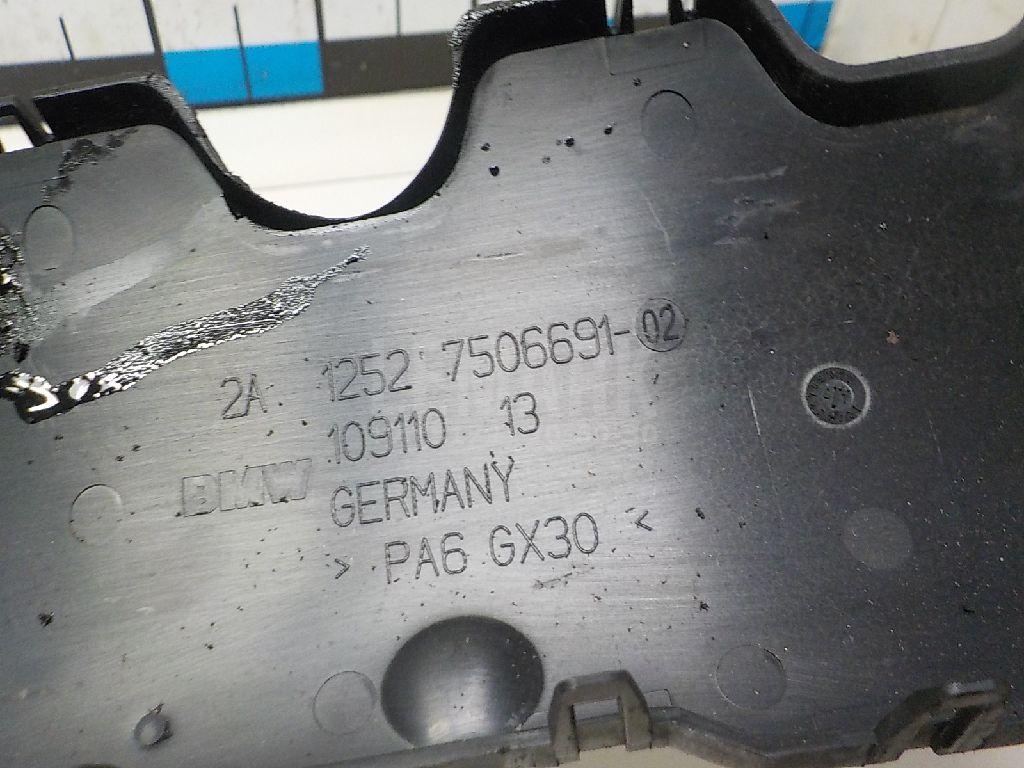 2A. 1252 7506691-02
109110 13
BMW GERMANY
> PA6 GX30 <